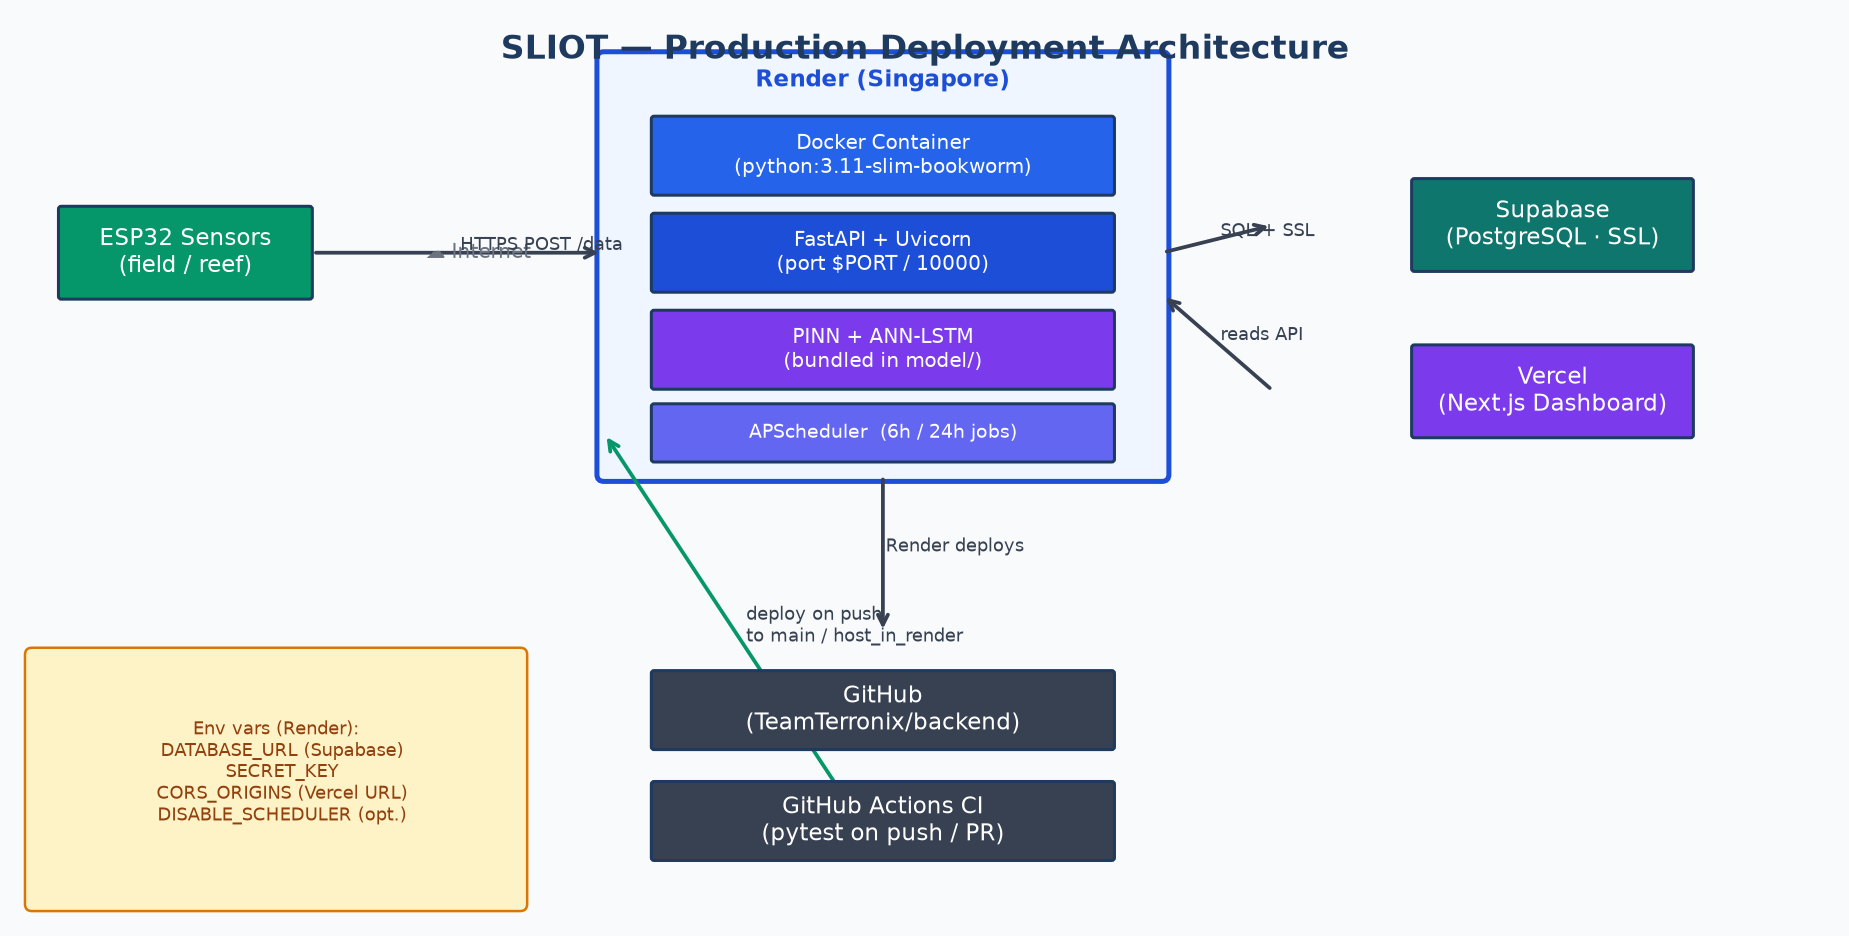 SLIOT — Production Deployment Architecture
Render (Singapore)
Docker Container
(python:3.11-slim-bookworm)
ESP32 Sensors
(field / reef)
HTTPS POST /data
☁ Internet
FastAPI + Uvicorn
(port $PORT / 10000)
SQL + SSL
Supabase
(PostgreSQL · SSL)
PINN + ANN-LSTM
(bundled in model/)
reads API
Vercel
(Next.js Dashboard)
APScheduler  (6h / 24h jobs)
Render deploys
deploy on push
to main / host_in_render
GitHub
(TeamTerronix/backend)
GitHub Actions CI
(pytest on push / PR)
Env vars (Render):
DATABASE_URL (Supabase)
SECRET_KEY
CORS_ORIGINS (Vercel URL)
DISABLE_SCHEDULER (opt.)